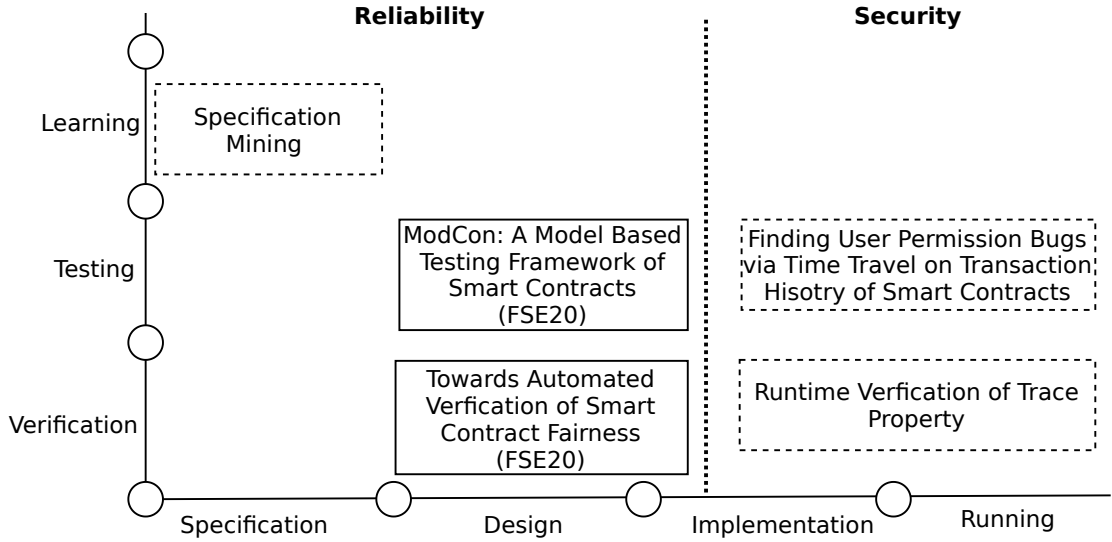 Reliability
Security
Learning
Specification
Mining
Testing
ModCon: A Model Based
Testing Framework of
Smart Contracts
(FSE20)
Finding User Permission Bugs
via Time Travel on Transaction
Hisotry of Smart Contracts
Verification
Towards Automated
Verfication of Smart
Contract Fairness
(FSE20)
Runtime Verfication of Trace
Property
Specification
Design
Implementation
Running